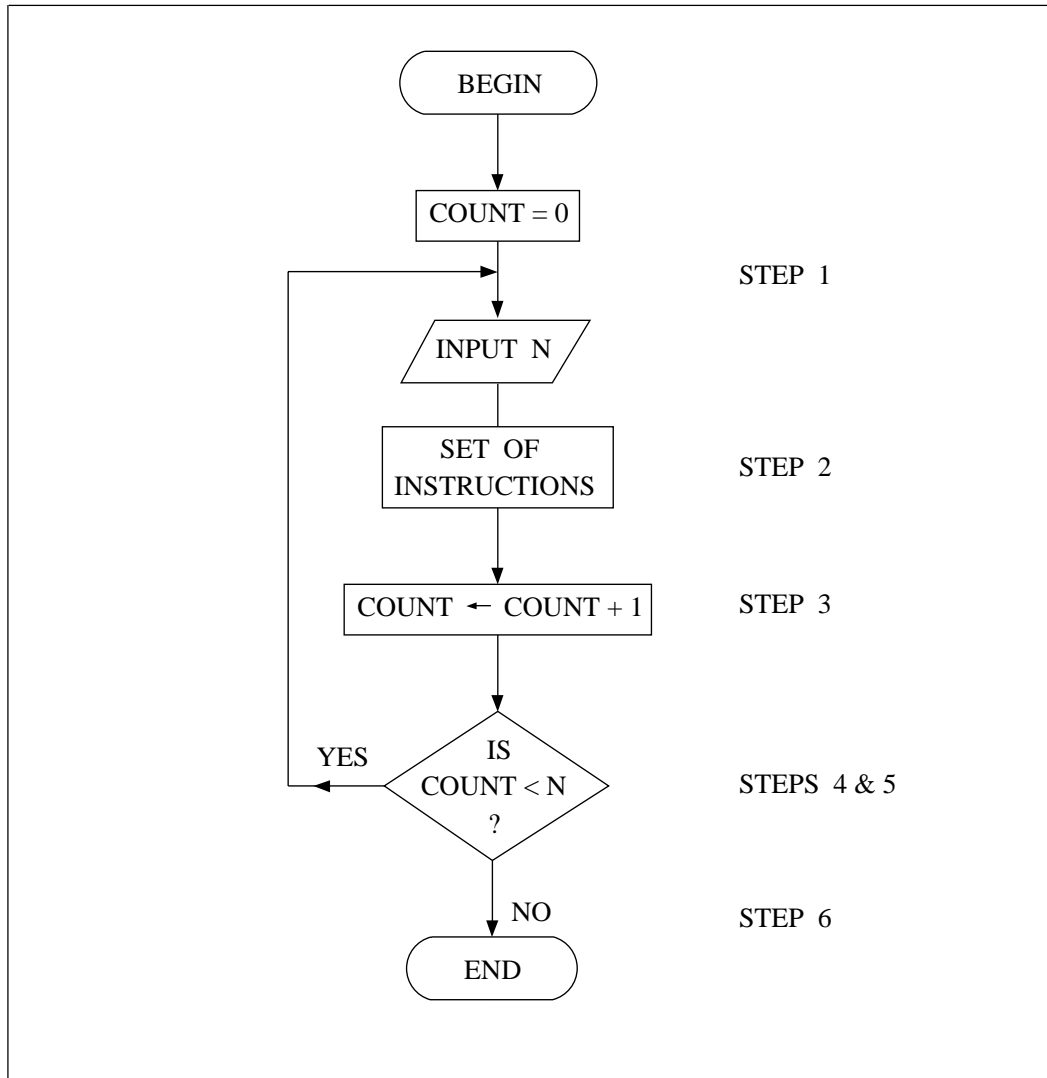 BEGIN
COUNT = 0
STEP 1
INPUT N
SET OF
INSTRUCTIONS
STEP 2
COUNT ← COUNT + 1
STEP 3
YES
IS
COUNT < N
?
STEPS 4 & 5
NO
STEP 6
END